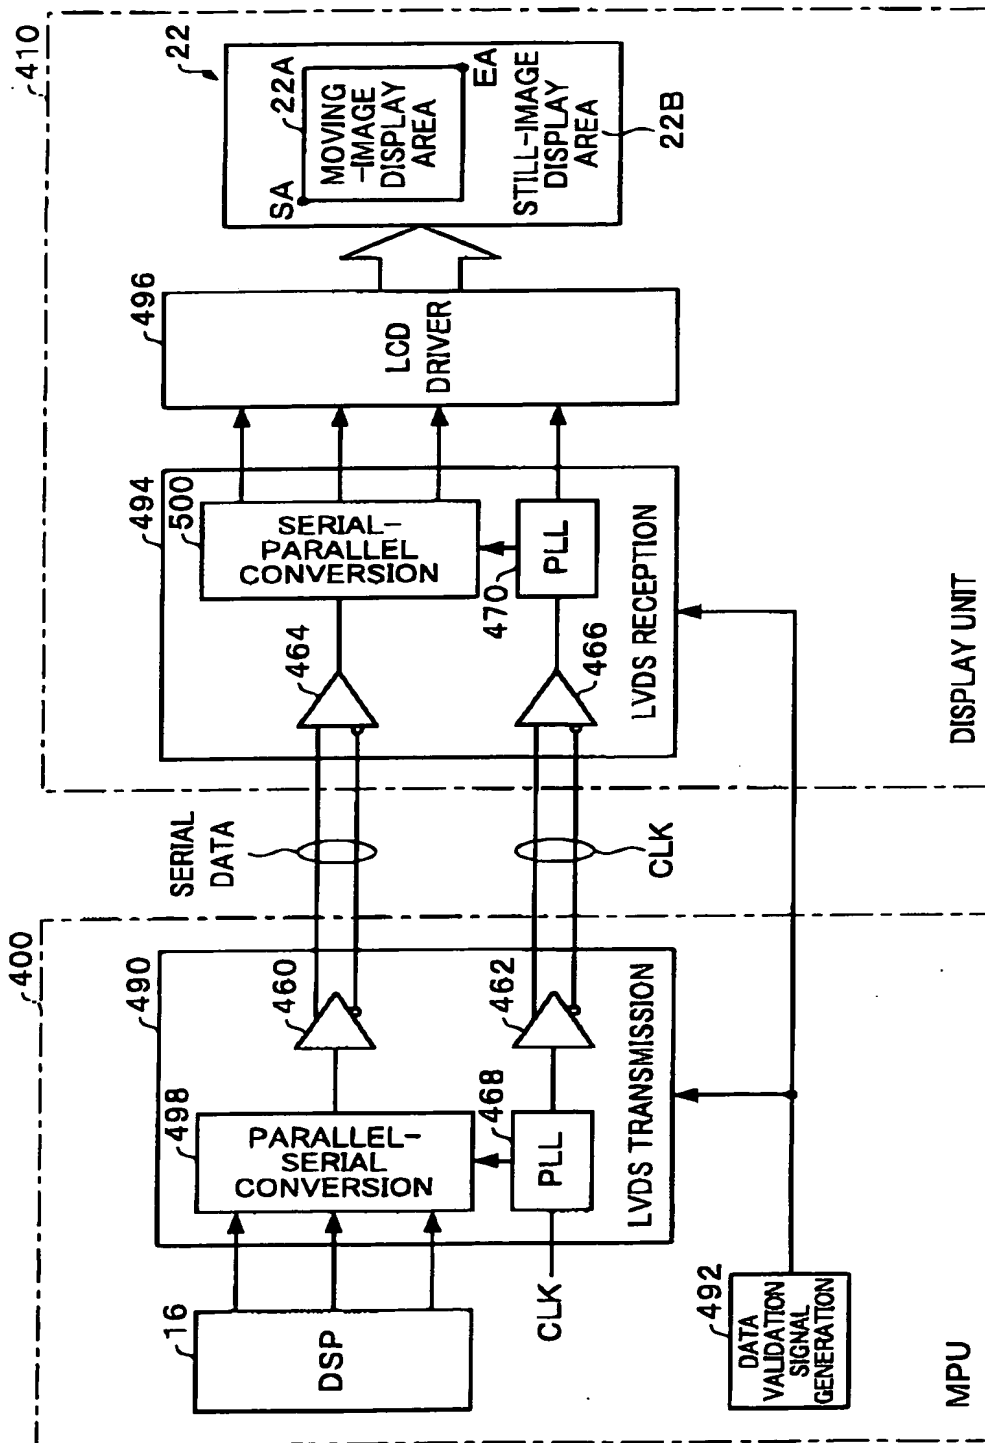 400
410
16
DSP
490
498
PARALLEL-
SERIAL
CONVERSION
460
468
PLL
462
CLK
LVDS TRANSMISSION
492
DATA
VALIDATION
SIGNAL
GENERATION
MPU
SERIAL
DATA
CLK
494
500
SERIAL-
PARALLEL
CONVERSION
464
470
PLL
466
LVDS RECEPTION
496
LCD
DRIVER
22
SA
22A
MOVING
-IMAGE
DISPLAY
AREA
EA
STILL-IMAGE
DISPLAY
AREA
22B
DISPLAY UNIT